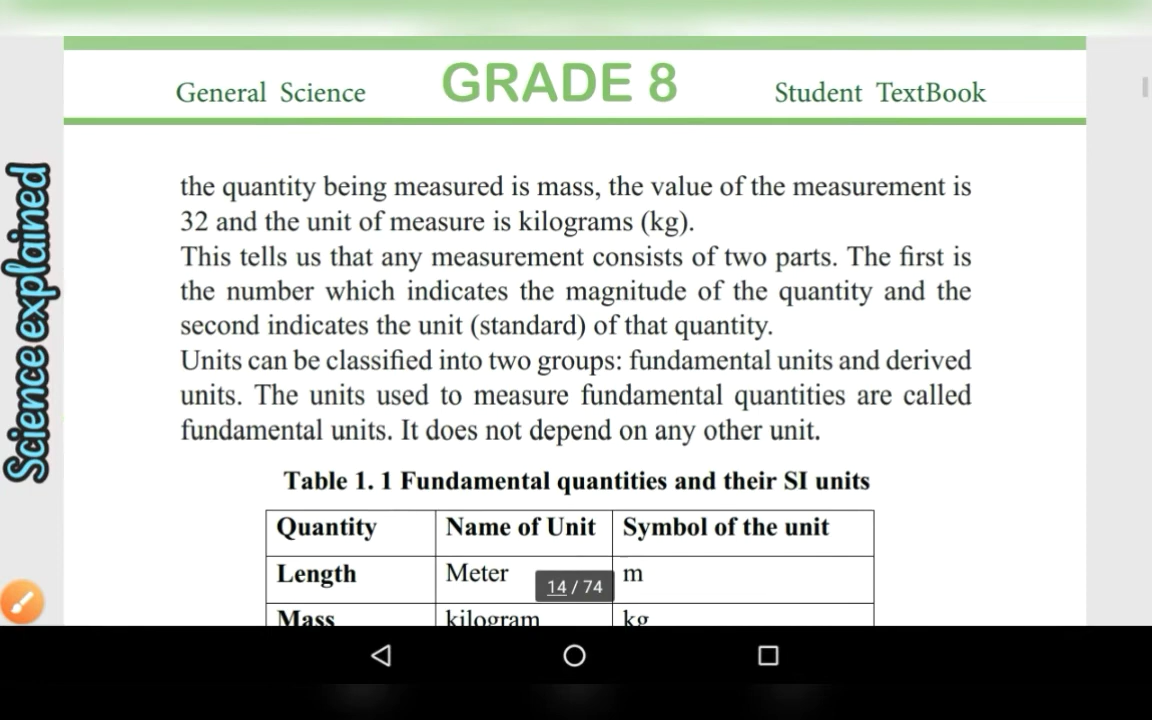 General Science GRADE 8 Student TextBook
Science explained
the quantity being measured is mass, the value of the measurement is
32 and the unit of measure is kilograms (kg).
This tells us that any measurement consists of two parts. The first is
the number which indicates the magnitude of the quantity and the
second indicates the unit (standard) of that quantity.
Units can be classified into two groups: fundamental units and derived
units. The units used to measure fundamental quantities are called
fundamental units. It does not depend on any other unit.
Table 1. 1 Fundamental quantities and their SI units
Quantity Name of Unit Symbol of the unit
Length Meter m
14 / 74
Mass kilogram kg